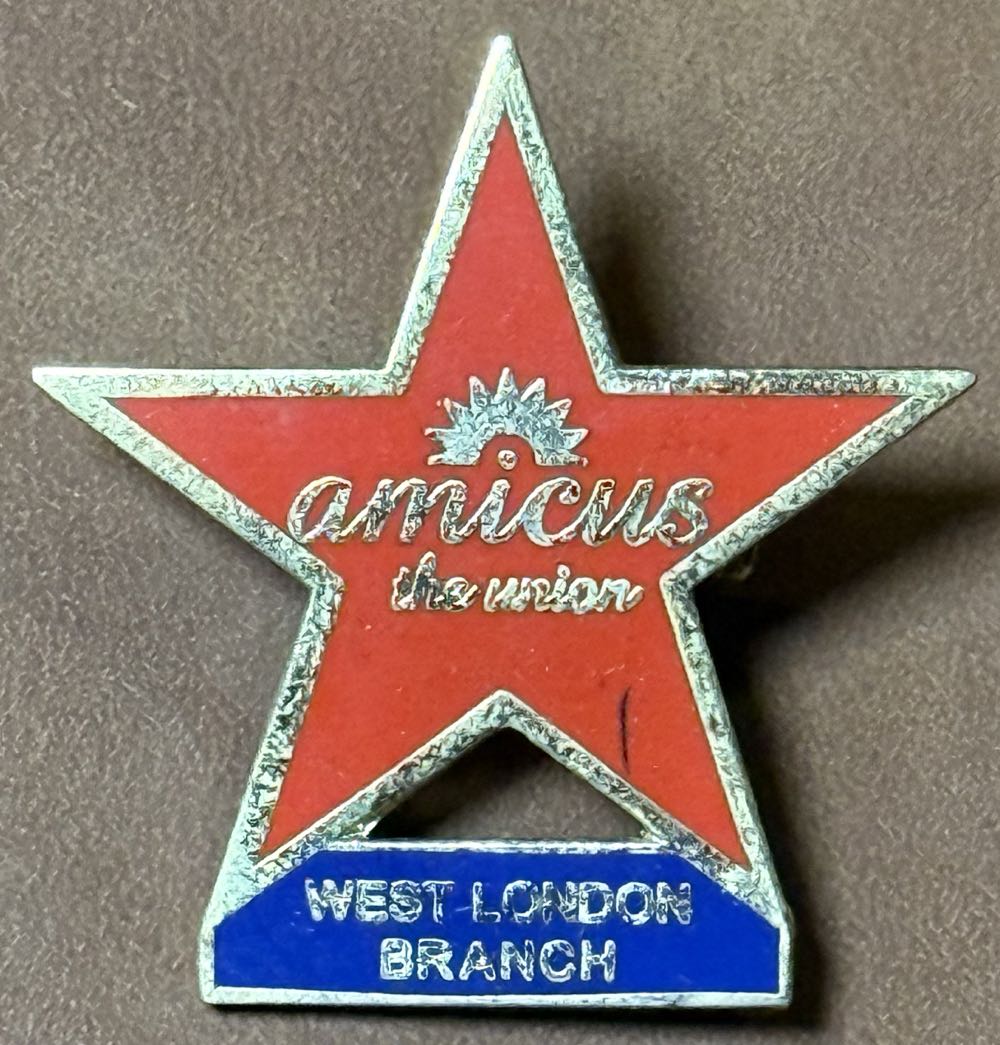 amicus
the union
WEST LONDON
BRANCH